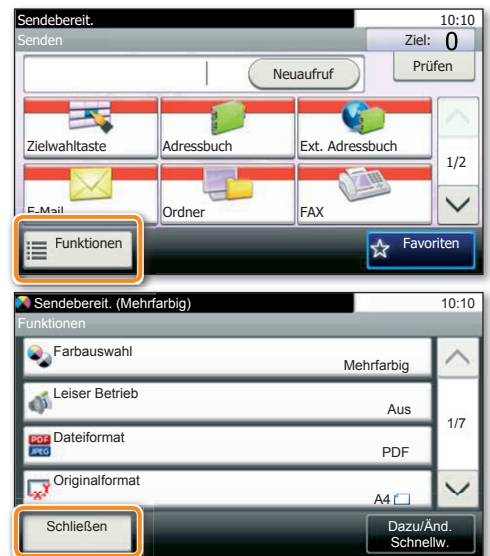 Sendebereit. 10:10
Senden Ziel: 0
Neuaufruf Prüfen
Zielwahltaste Adressbuch Ext. Adressbuch
1/2
E-Mail Ordner FAX
Funktionen Favoriten
Sendebereit. (Mehrfarbig) 10:10
Funktionen
Farbauswahl
Mehrfarbig
Leiser Betrieb
Aus
1/7
PDF JPEG Dateiformat
PDF
Originalformat
A4
Schließen Dazu/Änd.
Schnellw.